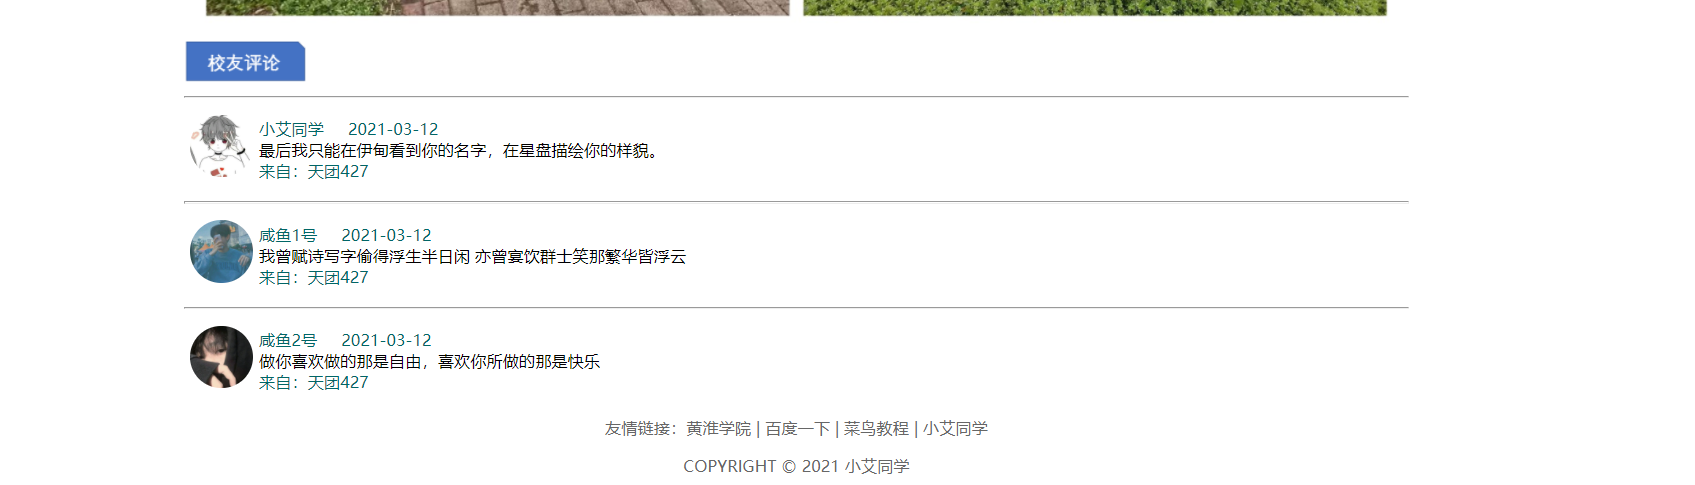 校友评论
小艾同学 2021-03-12
最后我只能在伊甸看到你的名字，在星盘描绘你的样貌。
来自：天团427
咸鱼1号 2021-03-12
我曾赋诗写字偷得浮生半日闲 亦曾宴饮群士笑那繁华皆浮云
来自：天团427
咸鱼2号 2021-03-12
做你喜欢做的那是自由，喜欢你所做的那是快乐
来自：天团427
友情链接：黄淮学院 | 百度一下 | 菜鸟教程 | 小艾同学
COPYRIGHT © 2021 小艾同学